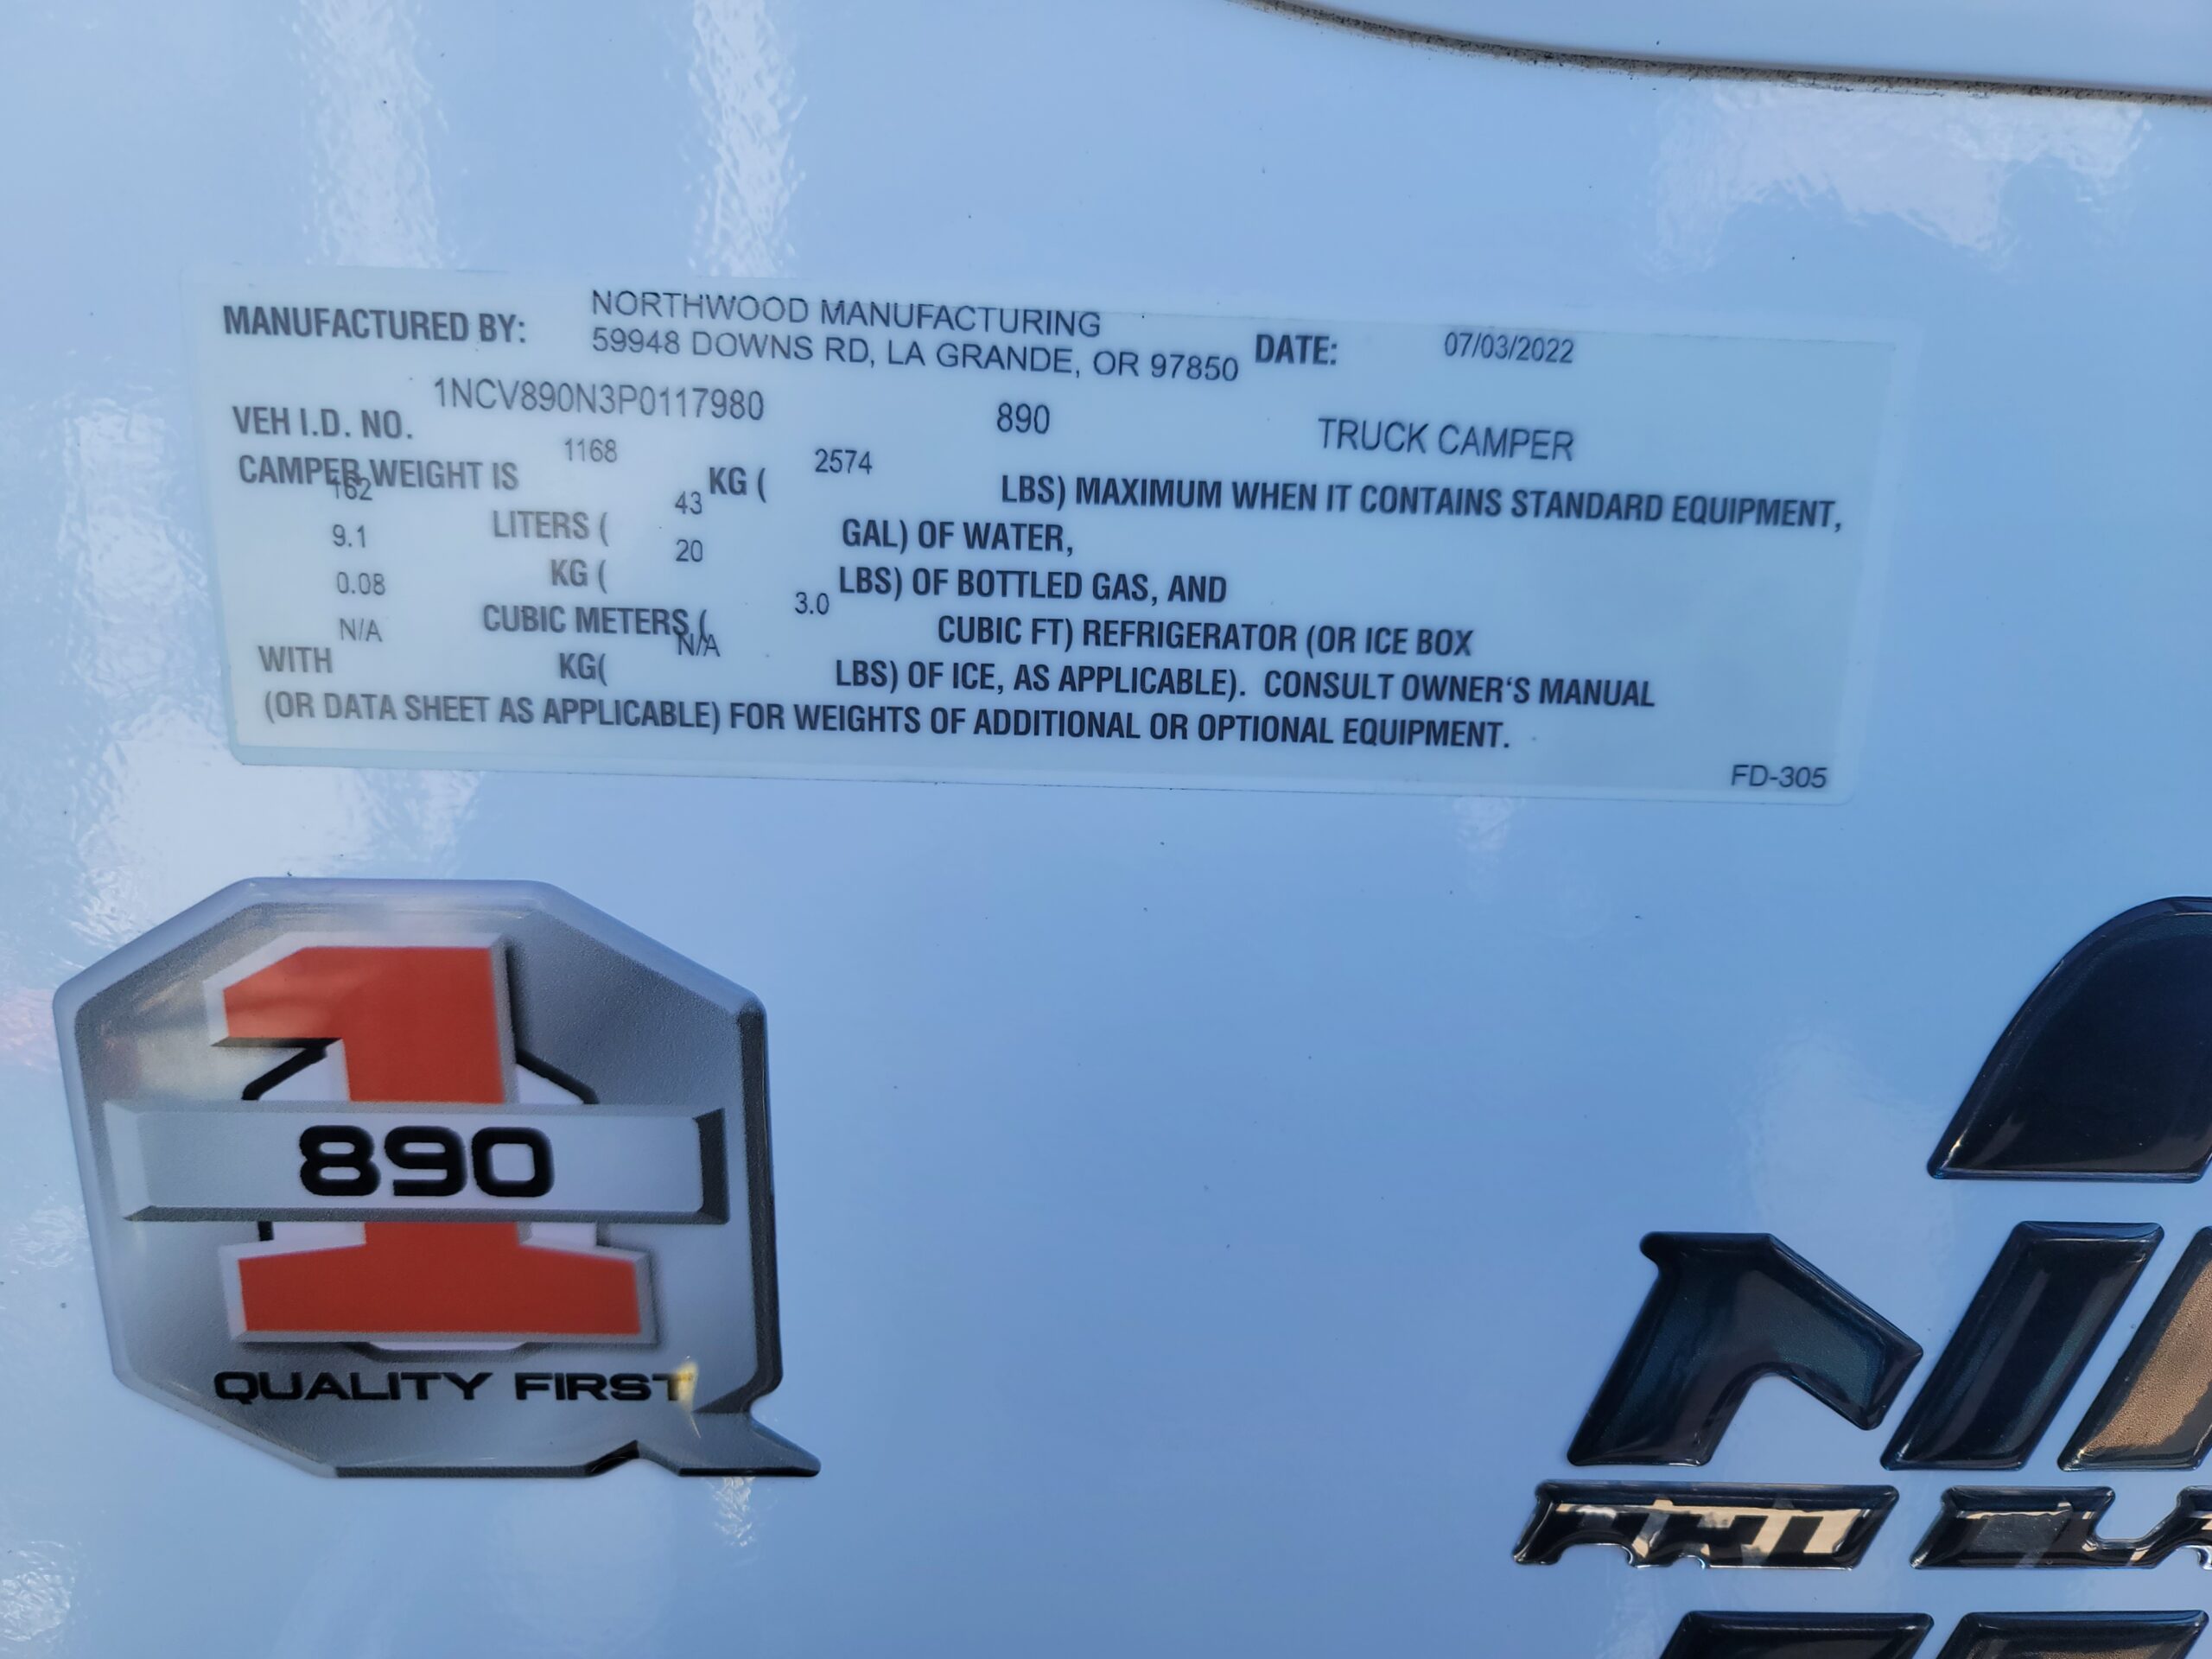 MANUFACTURED BY: NORTHWOOD MANUFACTURING
59948 DOWNS RD, LA GRANDE, OR 97850 DATE: 07/03/2022
VEH I.D. NO. 1NCV890N3P0117980 890 TRUCK CAMPER
CAMPER WEIGHT IS 1168 KG ( 2574 LBS) MAXIMUM WHEN IT CONTAINS STANDARD EQUIPMENT,
162 LITERS ( 43 GAL) OF WATER,
9.1 KG ( 20 LBS) OF BOTTLED GAS, AND
0.08 CUBIC METERS ( 3.0 CUBIC FT) REFRIGERATOR (OR ICE BOX
WITH N/A KG( N/A LBS) OF ICE, AS APPLICABLE). CONSULT OWNER'S MANUAL
(OR DATA SHEET AS APPLICABLE) FOR WEIGHTS OF ADDITIONAL OR OPTIONAL EQUIPMENT.
FD-305
1
890
QUALITY FIRST
PRO CLA